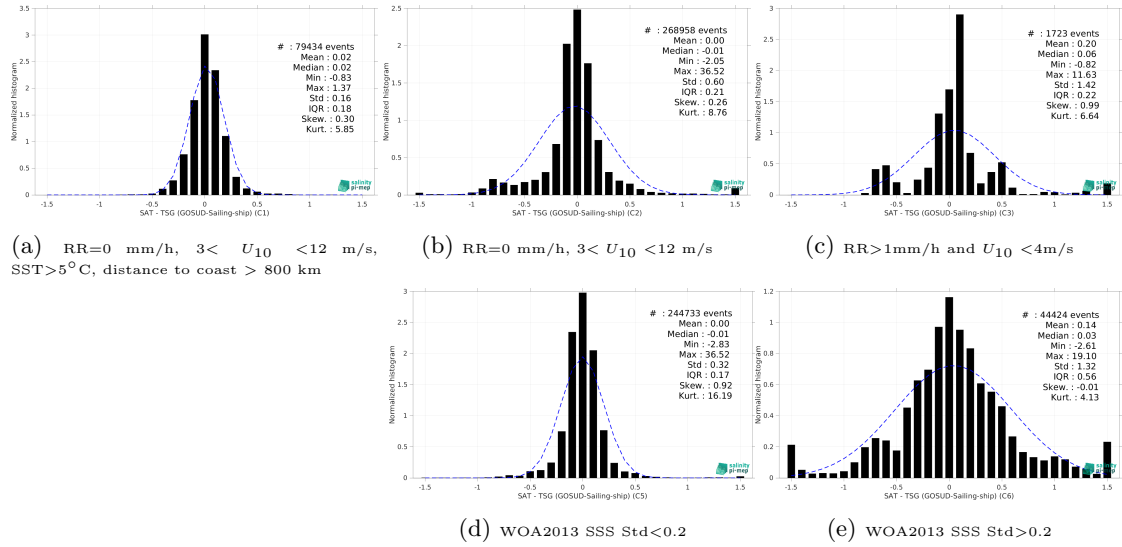 3.5
3
2.5
2
1.5
1
0.5
0
Normalized histogram
# : 79434 events
Mean : 0.02
Median : 0.02
Min : -0.83
Max : 1.37
Std : 0.16
IQR : 0.18
Skew. : 0.30
Kurt. : 5.85
salinity
pi-mep
-1.5 -1 -0.5 0 0.5 1 1.5
SAT - TSG (GOSUD-Sailing-ship) (C1)
(a) RR=0 mm/h, 3< U10 <12 m/s,
SST>5°C, distance to coast > 800 km
2.5
2
1.5
1
0.5
0
Normalized histogram
# : 268958 events
Mean : 0.00
Median : -0.01
Min : -2.05
Max : 36.52
Std : 0.60
IQR : 0.21
Skew. : 0.26
Kurt. : 8.76
salinity
pi-mep
-1.5 -1 -0.5 0 0.5 1 1.5
SAT - TSG (GOSUD-Sailing-ship) (C2)
(b) RR=0 mm/h, 3< U10 <12 m/s
3
2.5
2
1.5
1
0.5
0
Normalized histogram
# : 1723 events
Mean : 0.20
Median : 0.06
Min : -0.82
Max : 11.63
Std : 1.42
IQR : 0.22
Skew. : 0.99
Kurt. : 6.64
salinity
pi-mep
-1.5 -1 -0.5 0 0.5 1 1.5
SAT - TSG (GOSUD-Sailing-ship) (C3)
(c) RR>1mm/h and U10 <4m/s
3
2.5
2
1.5
1
0.5
0
Normalized histogram
# : 244733 events
Mean : 0.00
Median : -0.01
Min : -2.83
Max : 36.52
Std : 0.32
IQR : 0.17
Skew. : 0.92
Kurt. : 16.19
salinity
pi-mep
-1.5 -1 -0.5 0 0.5 1 1.5
SAT - TSG (GOSUD-Sailing-ship) (C5)
(d) WOA2013 SSS Std<0.2
1.2
1
0.8
0.6
0.4
0.2
0
Normalized histogram
# : 44424 events
Mean : 0.14
Median : 0.03
Min : -2.61
Max : 19.10
Std : 1.32
IQR : 0.56
Skew. : -0.01
Kurt. : 4.13
salinity
pi-mep
-1.5 -1 -0.5 0 0.5 1 1.5
SAT - TSG (GOSUD-Sailing-ship) (C6)
(e) WOA2013 SSS Std>0.2